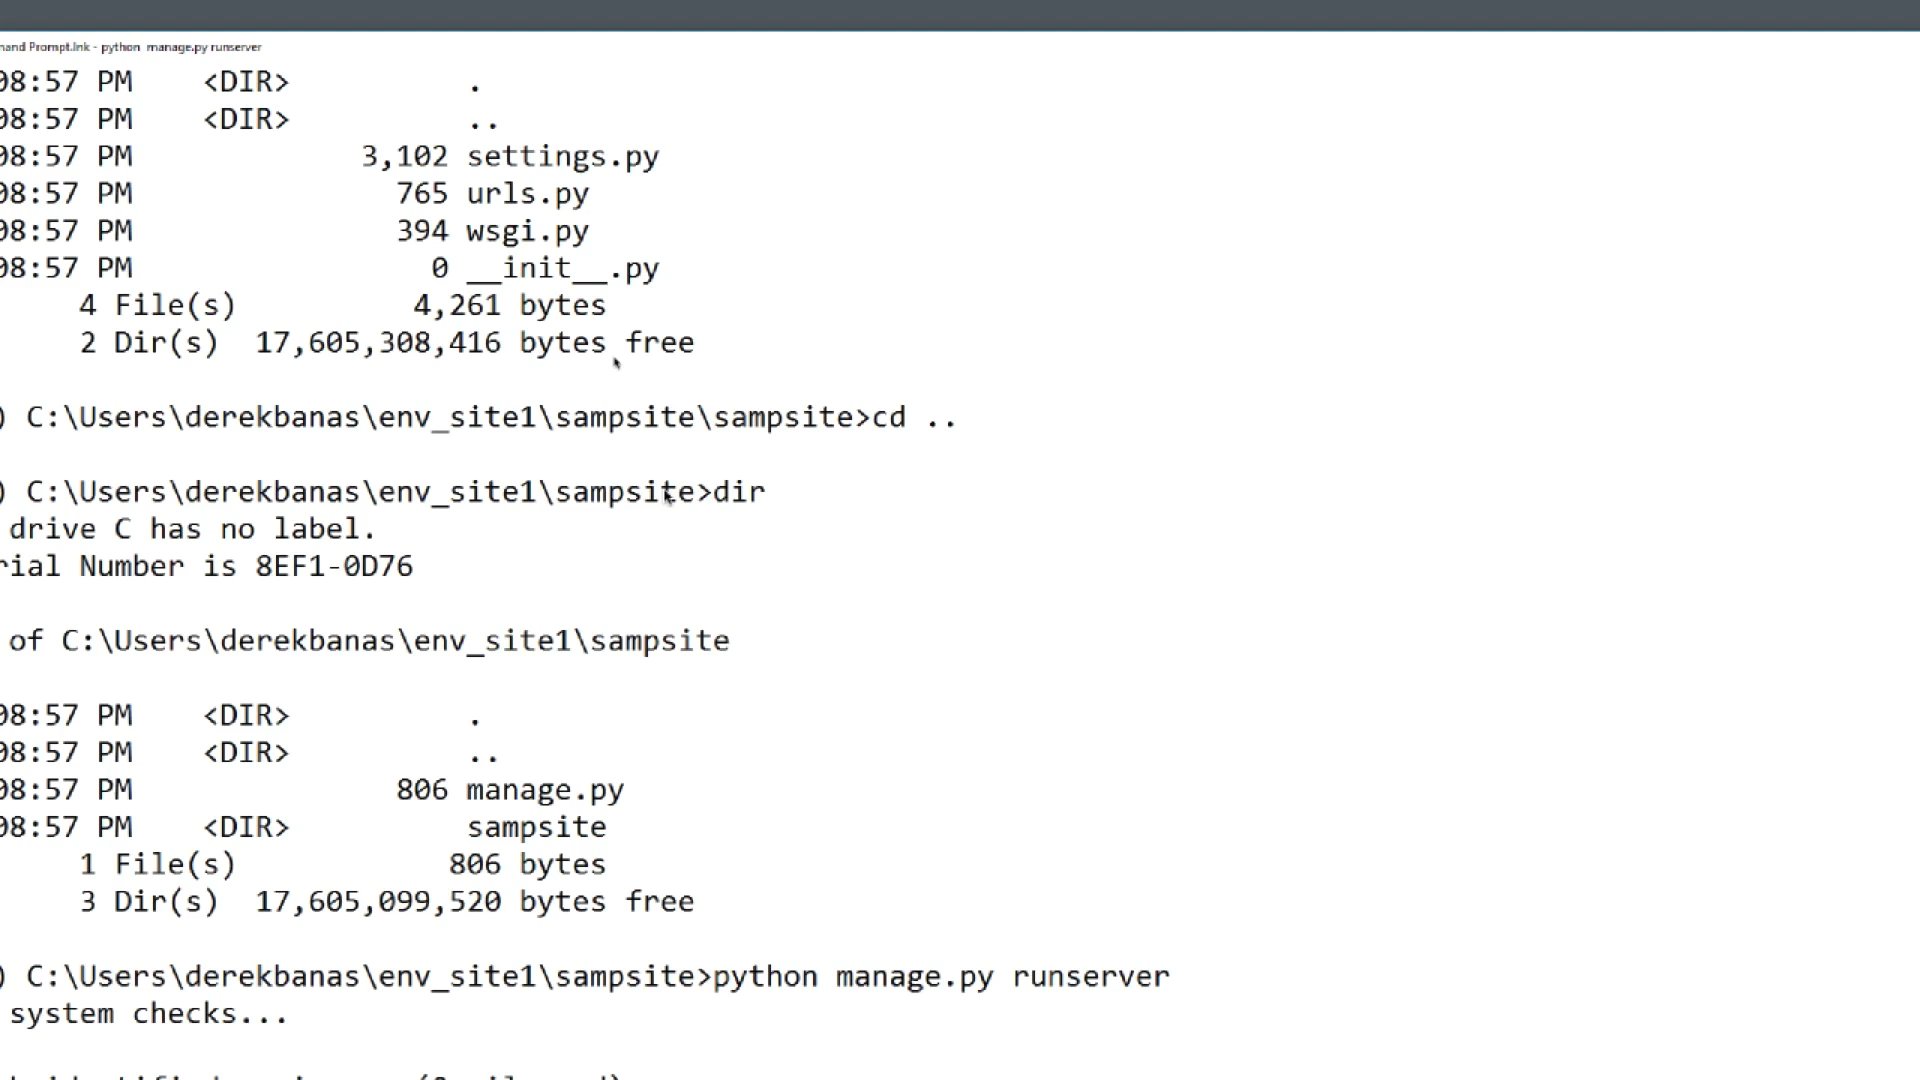 Prompt.lnk - python manage.py runserver
08:57 PM <DIR> .
08:57 PM <DIR> ..
08:57 PM 3,102 settings.py
08:57 PM 765 urls.py
08:57 PM 394 wsgi.py
08:57 PM 0 __init__.py
4 File(s) 4,261 bytes
2 Dir(s) 17,605,308,416 bytes free
) C:\Users\derekbanas\env_site1\sampsite\sampsite>cd ..
) C:\Users\derekbanas\env_site1\sampsite>dir
drive C has no label.
rial Number is 8EF1-0D76
of C:\Users\derekbanas\env_site1\sampsite
08:57 PM <DIR> .
08:57 PM <DIR> ..
08:57 PM 806 manage.py
08:57 PM <DIR> sampsite
1 File(s) 806 bytes
3 Dir(s) 17,605,099,520 bytes free
) C:\Users\derekbanas\env_site1\sampsite>python manage.py runserver
system checks...